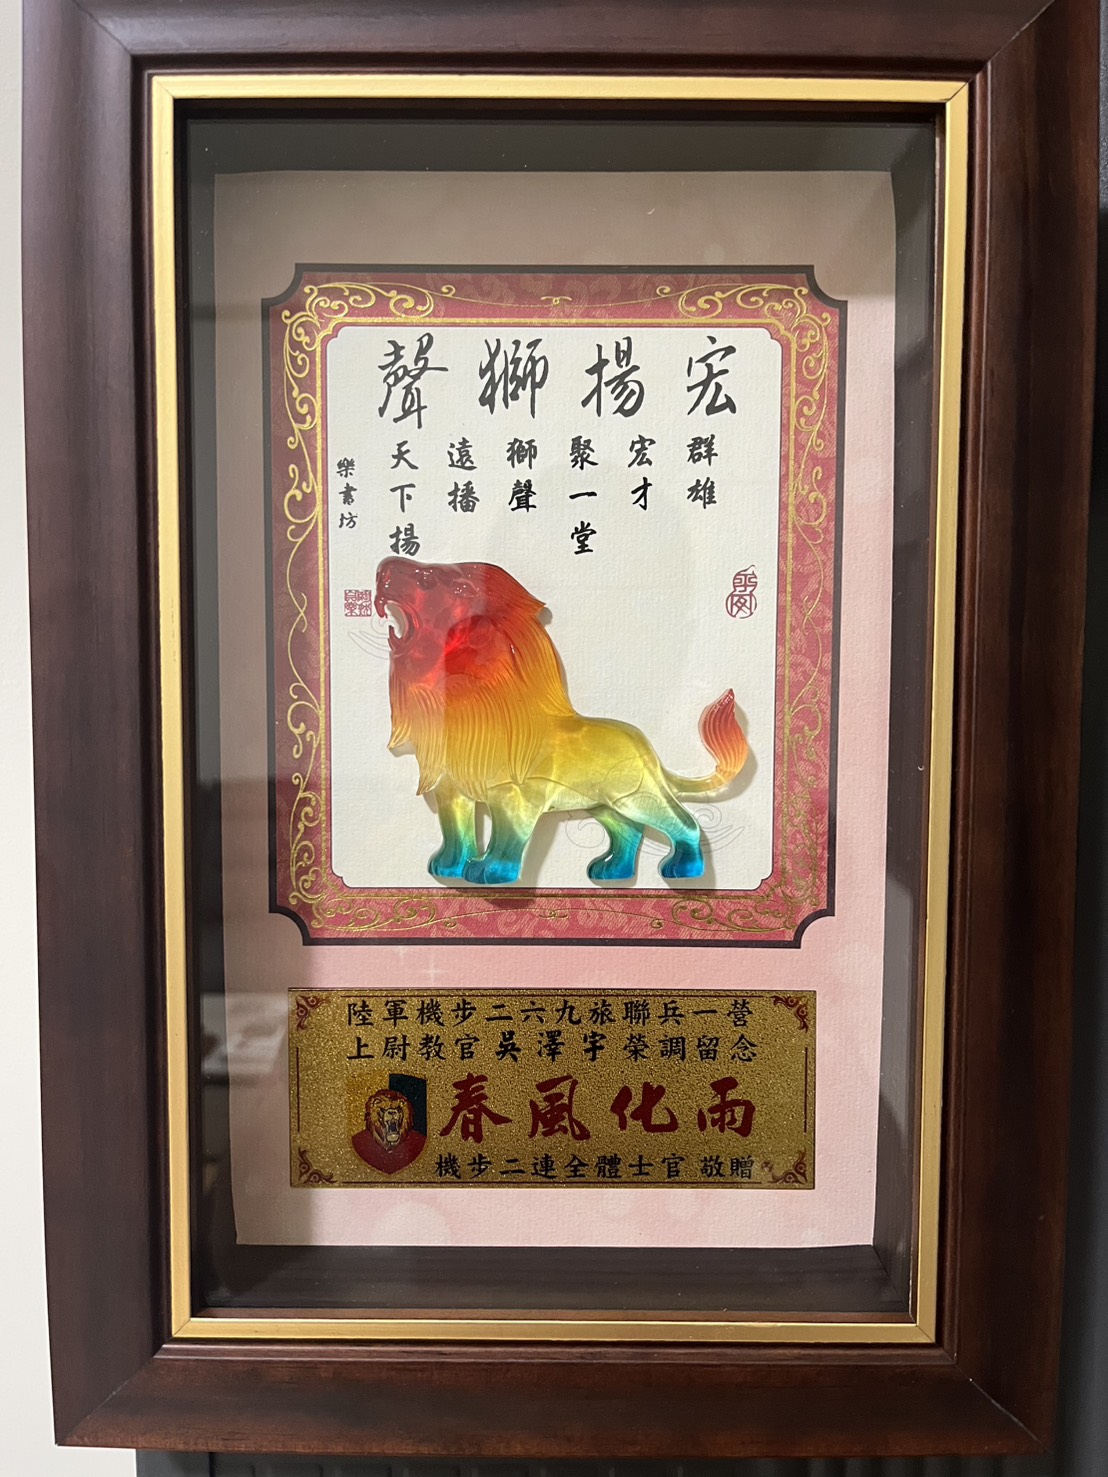 宏揚獅聲
群雄
宏才
聚一堂
獅聲
遠播
天下揚
樂書坊
陸軍機步二六九旅聯兵一營
上尉教官吳澤宇榮調留念
春風化雨
機步二連全體士官 敬贈